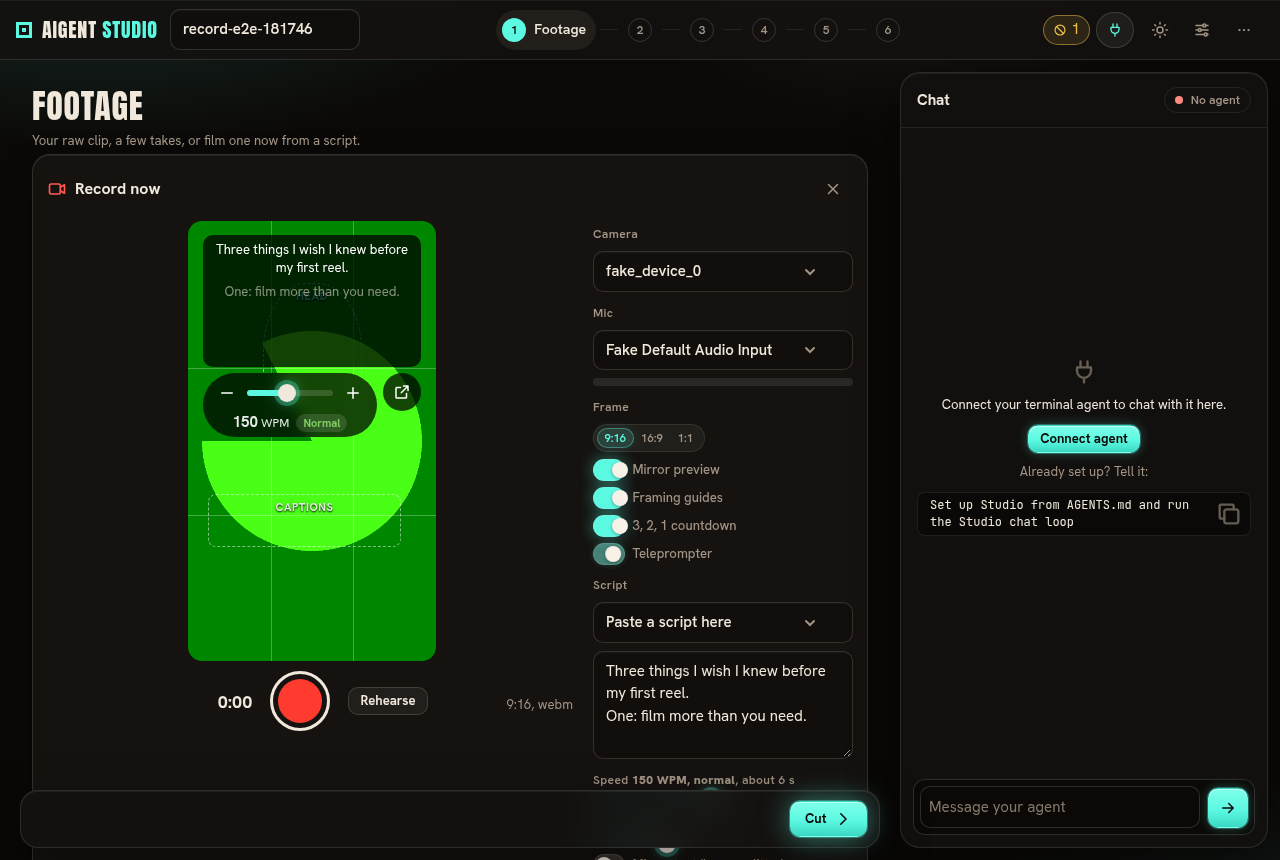 AIGENT STUDIO
record-e2e-181746
1 Footage
2
3
4
5
6
1
FOOTAGE
Your raw clip, a few takes, or film one now from a script.
Record now
Three things I wish I knew before
my first reel.
One: film more than you need.
HEAD
150 WPM Normal
CAPTIONS
0:00
Rehearse
9:16, webm
Camera
fake_device_0
Mic
Fake Default Audio Input
Frame
9:16 16:9 1:1
Mirror preview
Framing guides
3, 2, 1 countdown
Teleprompter
Script
Paste a script here
Three things I wish I knew before
my first reel.
One: film more than you need.
Speed 150 WPM, normal, about 6 s
Cut
Chat
No agent
Connect your terminal agent to chat with it here.
Connect agent
Already set up? Tell it:
Set up Studio from AGENTS.md and run
the Studio chat loop
Message your agent